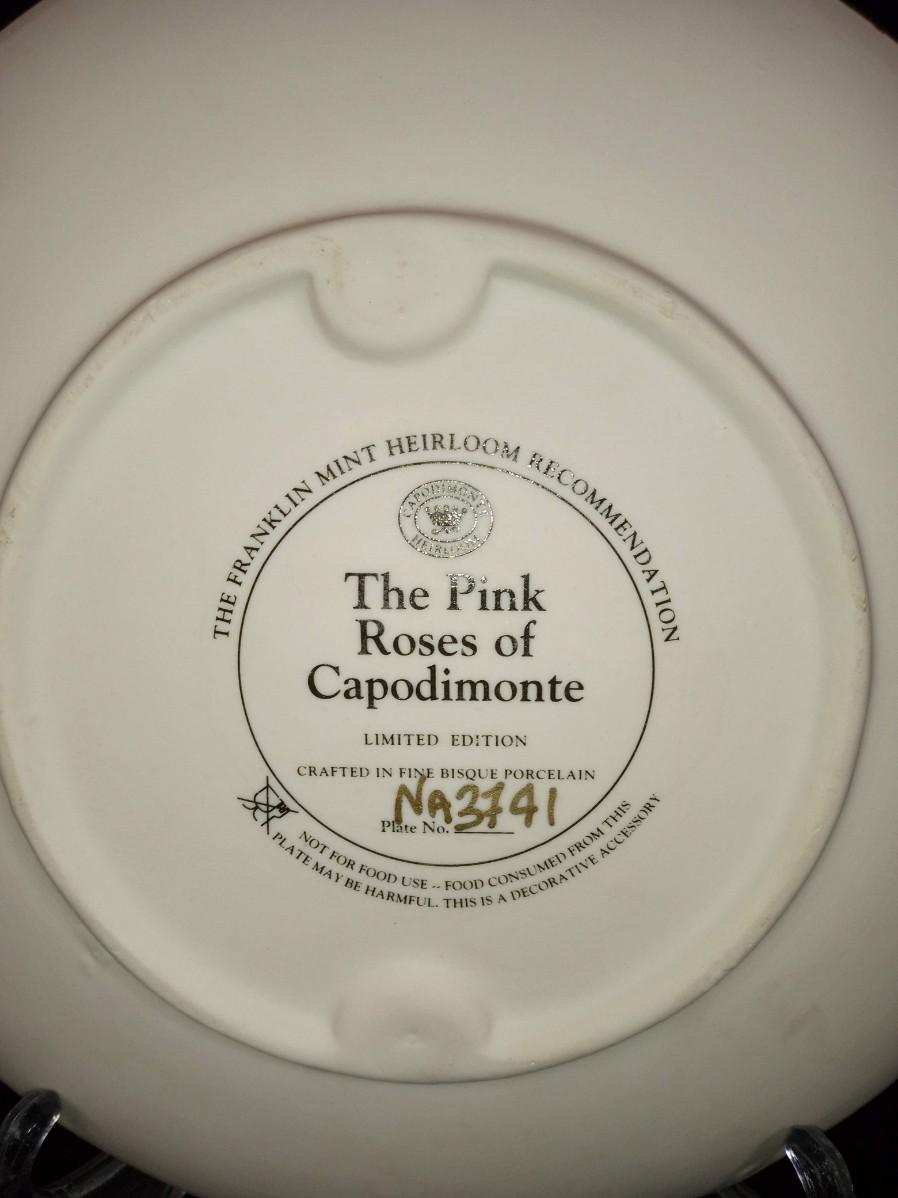 THE FRANKLIN MINT HEIRLOOM RECOMMENDATION
CAPODIMONTE
HEIRLOOM
The Pink
Roses of
Capodimonte
LIMITED EDITION
CRAFTED IN FINE BISQUE PORCELAIN
Plate No. NA3741
NOT FOR FOOD USE -- FOOD CONSUMED FROM THIS
PLATE MAY BE HARMFUL. THIS IS A DECORATIVE ACCESSORY